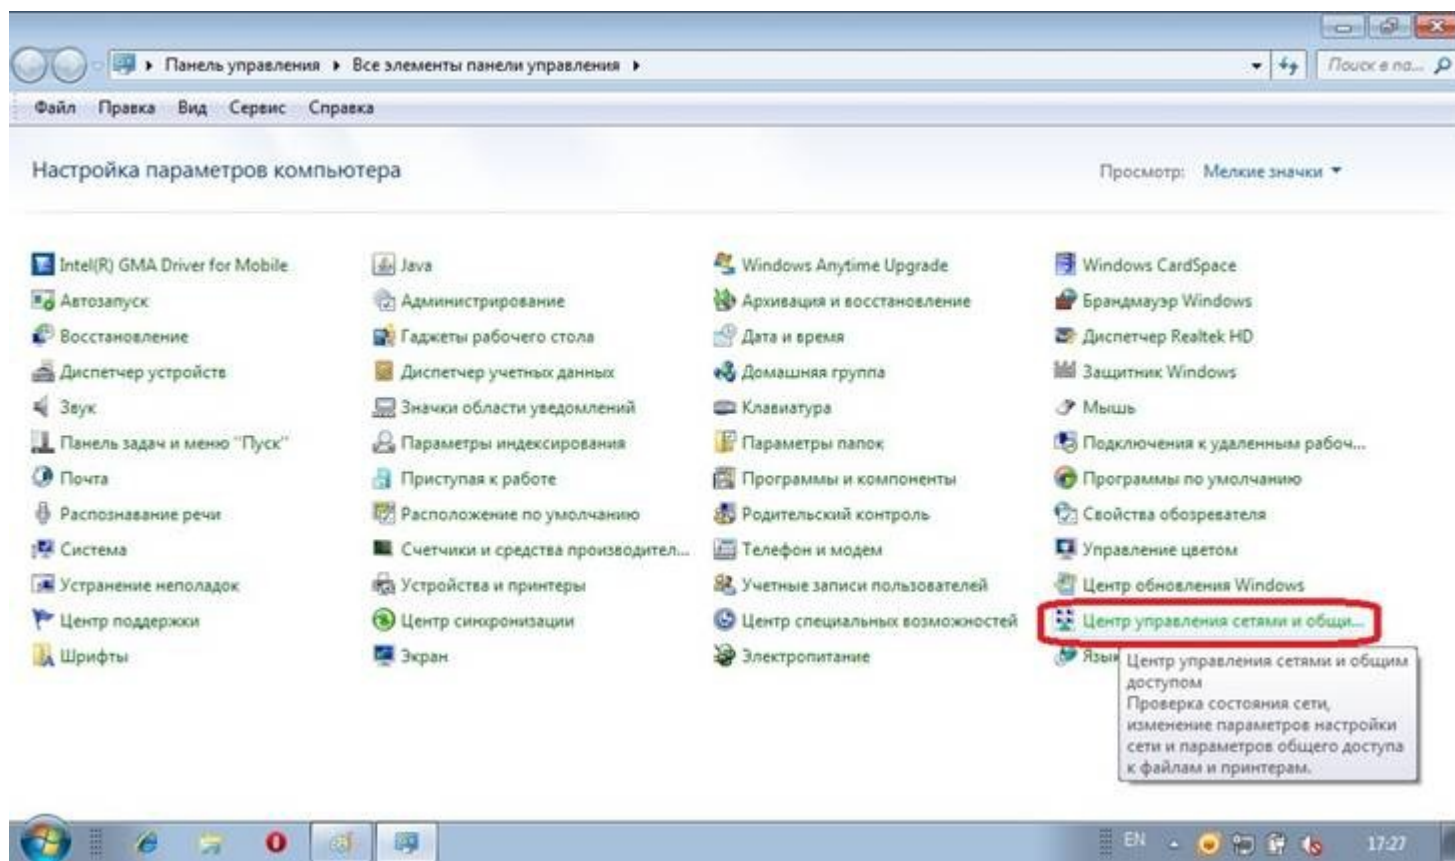 Панель управления ▸ Все элементы панели управления ▸
Поиск в па...
Файл Правка Вид Сервис Справка
Настройка параметров компьютера
Просмотр: Мелкие значки
Intel(R) GMA Driver for Mobile
Java
Windows Anytime Upgrade
Windows CardSpace
Автозапуск
Администрирование
Архивация и восстановление
Брандмауэр Windows
Восстановление
Гаджеты рабочего стола
Дата и время
Диспетчер Realtek HD
Диспетчер устройств
Диспетчер учетных данных
Домашняя группа
Защитник Windows
Звук
Значки области уведомлений
Клавиатура
Мышь
Панель задач и меню "Пуск"
Параметры индексирования
Параметры папок
Подключения к удаленным рабоч...
Почта
Приступая к работе
Программы и компоненты
Программы по умолчанию
Распознавание речи
Расположение по умолчанию
Родительский контроль
Свойства обозревателя
Система
Счетчики и средства производител...
Телефон и модем
Управление цветом
Устранение неполадок
Устройства и принтеры
Учетные записи пользователей
Центр обновления Windows
Центр поддержки
Центр синхронизации
Центр специальных возможностей
Центр управления сетями и общи...
Шрифты
Экран
Электропитание
Язык
Центр управления сетями и общим
доступом
Проверка состояния сети,
изменение параметров настройки
сети и параметров общего доступа
к файлам и принтерам.
EN
17:27